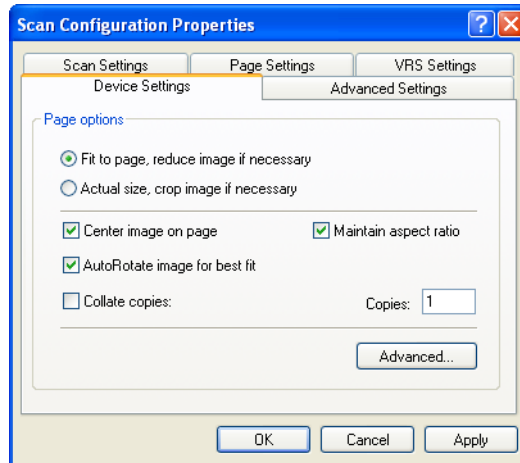 Scan Configuration Properties
Scan Settings Page Settings VRS Settings
Device Settings Advanced Settings
Page options
Fit to page, reduce image if necessary
Actual size, crop image if necessary
Center image on page Maintain aspect ratio
AutoRotate image for best fit
Collate copies: Copies: 1
Advanced...
OK Cancel Apply